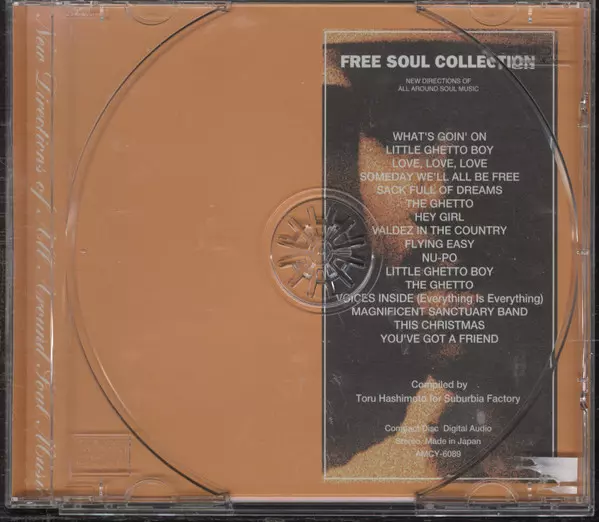 New Directions of All Around Soul Music
FREE SOUL COLLECTION
NEW DIRECTIONS OF
ALL AROUND SOUL MUSIC
WHAT'S GOIN' ON
LITTLE GHETTO BOY
LOVE, LOVE, LOVE
SOMEDAY WE'LL ALL BE FREE
SACK FULL OF DREAMS
THE GHETTO
HEY GIRL
VALDEZ IN THE COUNTRY
FLYING EASY
NU-PO
LITTLE GHETTO BOY
THE GHETTO
VOICES INSIDE (Everything Is Everything)
MAGNIFICENT SANCTUARY BAND
THIS CHRISTMAS
YOU'VE GOT A FRIEND
Compiled by
Toru Hashimoto for Suburbia Factory
Compact Disc Digital Audio
Stereo. Made in Japan
AMCY-6089